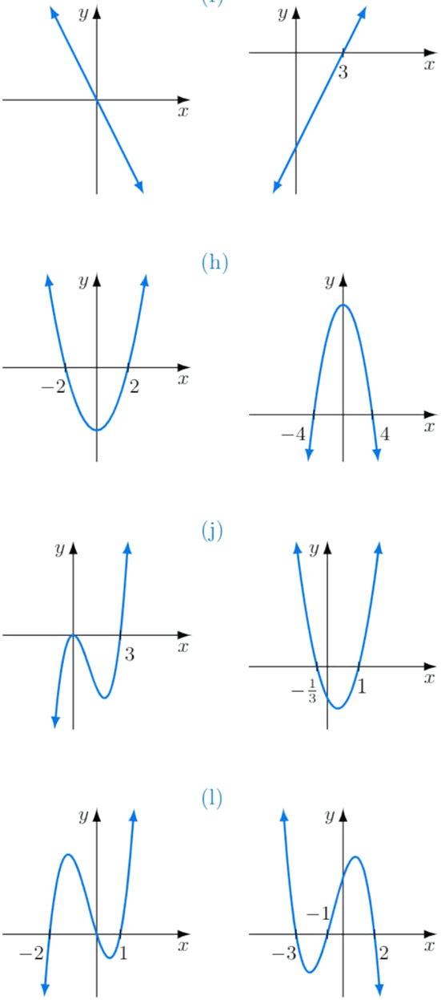 (f)
y y
3
x x
(h)
y y
−2 2 x
−4 4 x
(j)
y y
3 x
−1/3 1 x
(l)
y y
−1
−2 1 x −3 2 x